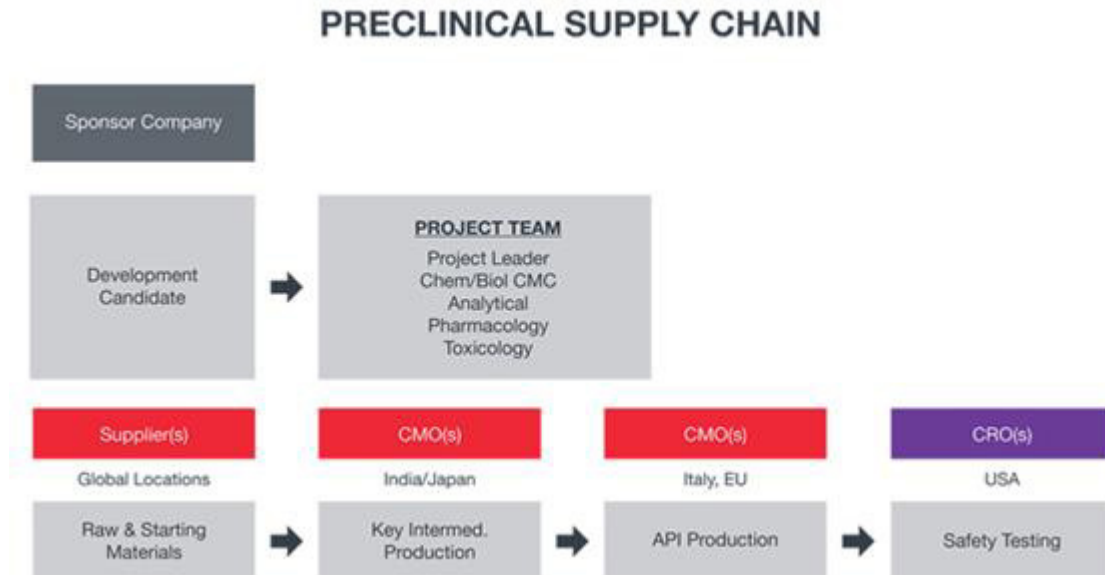 PRECLINICAL SUPPLY CHAIN
Sponsor Company
Development
Candidate
PROJECT TEAM
Project Leader
Chem/Biol CMC
Analytical
Pharmacology
Toxicology
Supplier(s)
CMO(s)
CMO(s)
CRO(s)
Global Locations
India/Japan
Italy, EU
USA
Raw & Starting
Materials
Key Intermed.
Production
API Production
Safety Testing